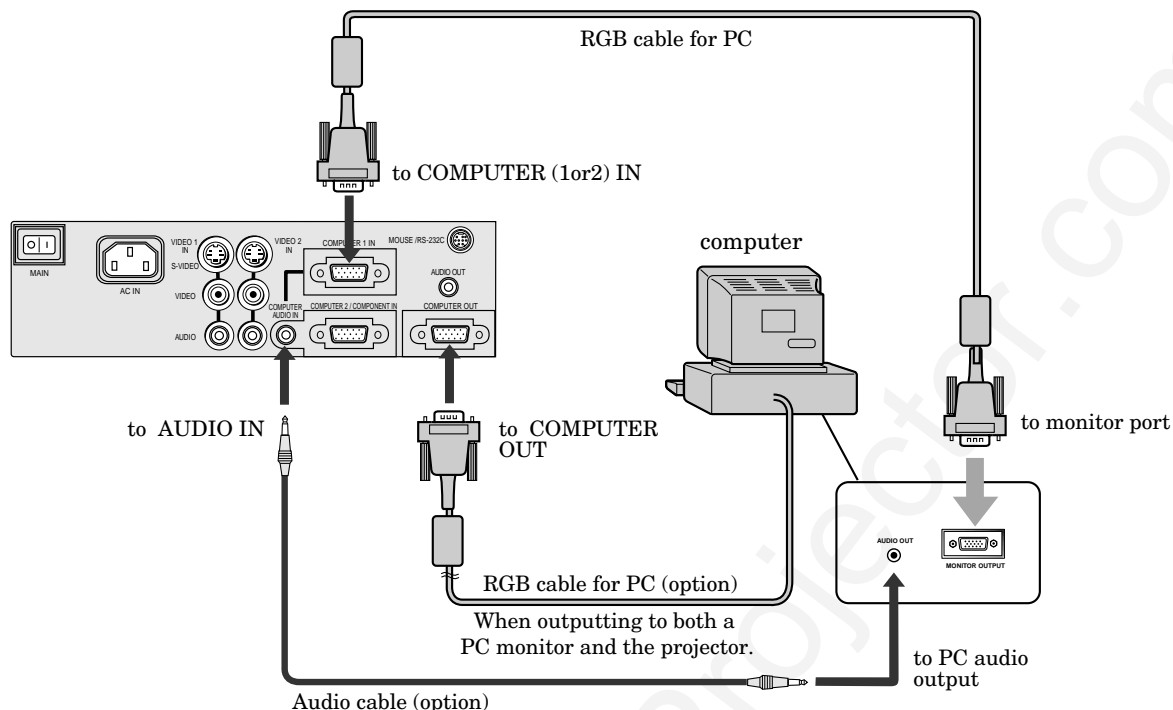 RGB cable for PC
to COMPUTER (1or2) IN
MAIN
AC IN
VIDEO 1
IN
S-VIDEO
VIDEO
AUDIO
VIDEO 2
IN
COMPUTER 1 IN
MOUSE /RS-232C
AUDIO OUT
COMPUTER
AUDIO IN
COMPUTER 2 / COMPONENT IN
COMPUTER OUT
computer
to AUDIO IN
to COMPUTER
OUT
to monitor port
AUDIO OUT
MONITOR OUTPUT
RGB cable for PC (option)
When outputting to both a
PC monitor and the projector.
to PC audio
output
Audio cable (option)
rojector.com